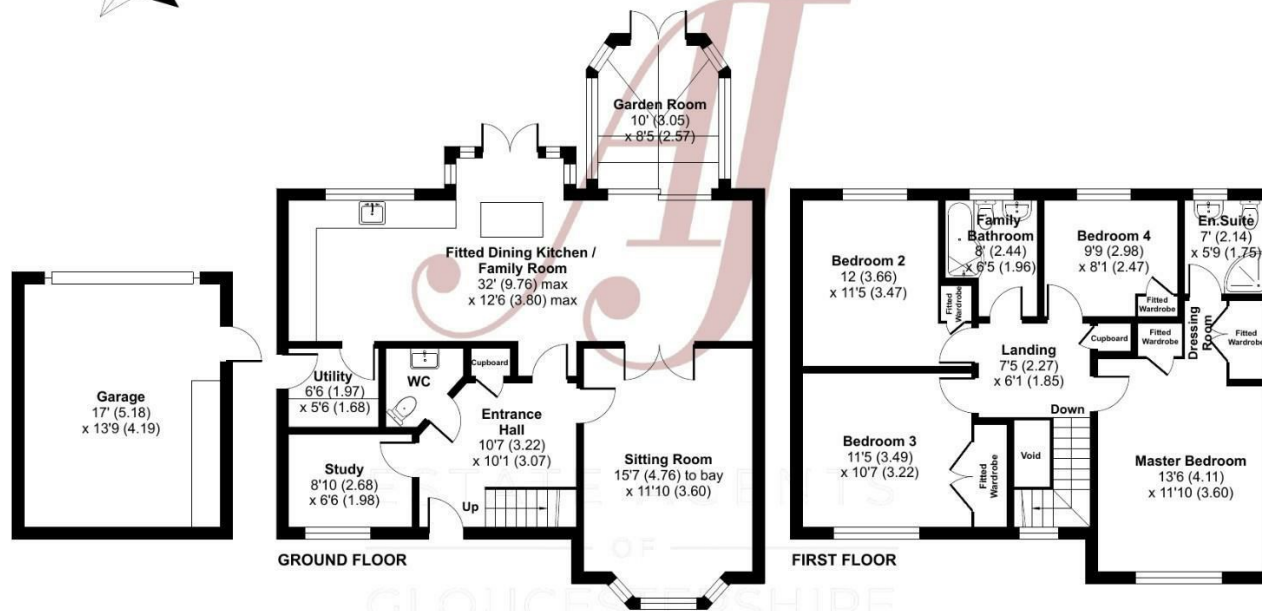 AJ
Garden Room
10' (3.05)
x 8'5 (2.57)
Fitted Dining Kitchen /
Family Room
32' (9.76) max
x 12'6 (3.80) max
Garage
17' (5.18)
x 13'9 (4.19)
Utility
6'6 (1.97)
x 5'6 (1.68)
WC
Cupboard
Entrance
Hall
10'7 (3.22)
x 10'1 (3.07)
Study
8'10 (2.68)
x 6'6 (1.98)
Up
Sitting Room
15'7 (4.76) to bay
x 11'10 (3.60)
GROUND FLOOR
Bedroom 2
12 (3.66)
x 11'5 (3.47)
Fitted
Wardrobe
Family
Bathroom
8' (2.44)
x 6'5 (1.96)
Bedroom 4
9'9 (2.98)
x 8'1 (2.47)
Fitted
Wardrobe
En.Suite
7' (2.14)
x 5'9 (1.75)
Dressing
Room
Fitted
Wardrobe
Fitted
Wardrobe
Cupboard
Landing
7'5 (2.27)
x 6'1 (1.85)
Down
Void
Bedroom 3
11'5 (3.49)
x 10'7 (3.22)
Fitted
Wardrobe
Master Bedroom
13'6 (4.11)
x 11'10 (3.60)
FIRST FLOOR
ESTATE AGENTS
OF
GLOUCESTERSHIRE